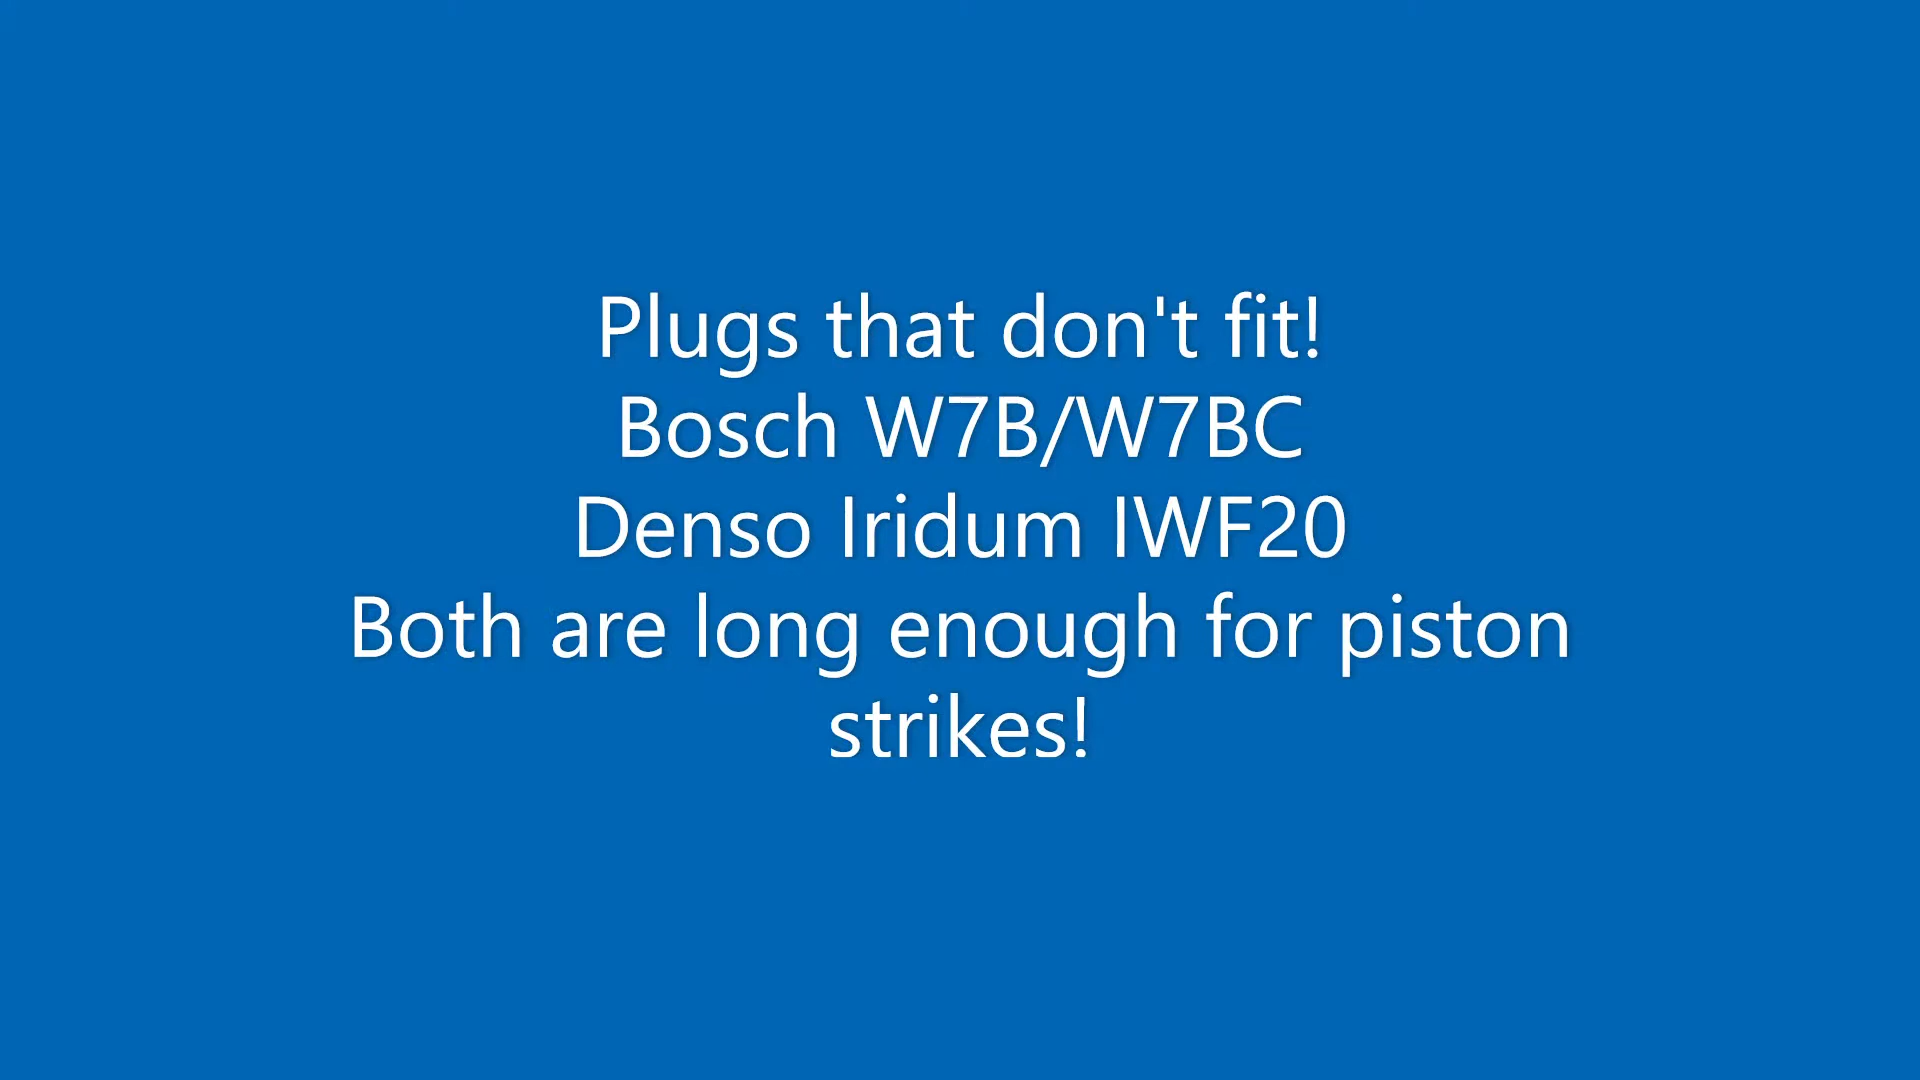 Plugs that don't fit!
Bosch W7B/W7BC
Denso Iridum IWF20
Both are long enough for piston
strikes!